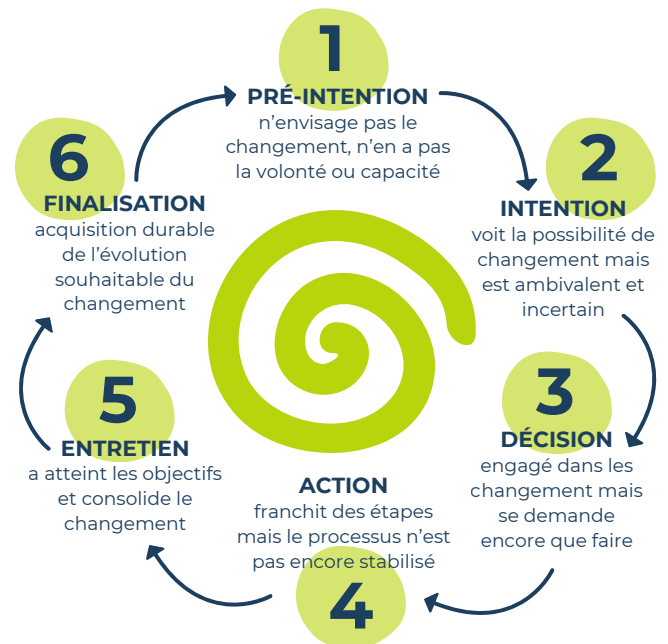 1
PRÉ-INTENTION
n'envisage pas le
changement, n'en a pas
la volonté ou capacité
2
INTENTION
voit la possibilité de
changement mais
est ambivalent et
incertain
3
DÉCISION
engagé dans les
changement mais
se demande
encore que faire
ACTION
franchit des étapes
mais le processus n'est
pas encore stabilisé
4
5
ENTRETIEN
a atteint les objectifs
et consolide le
changement
6
FINALISATION
acquisition durable
de l'évolution
souhaitable du
changement